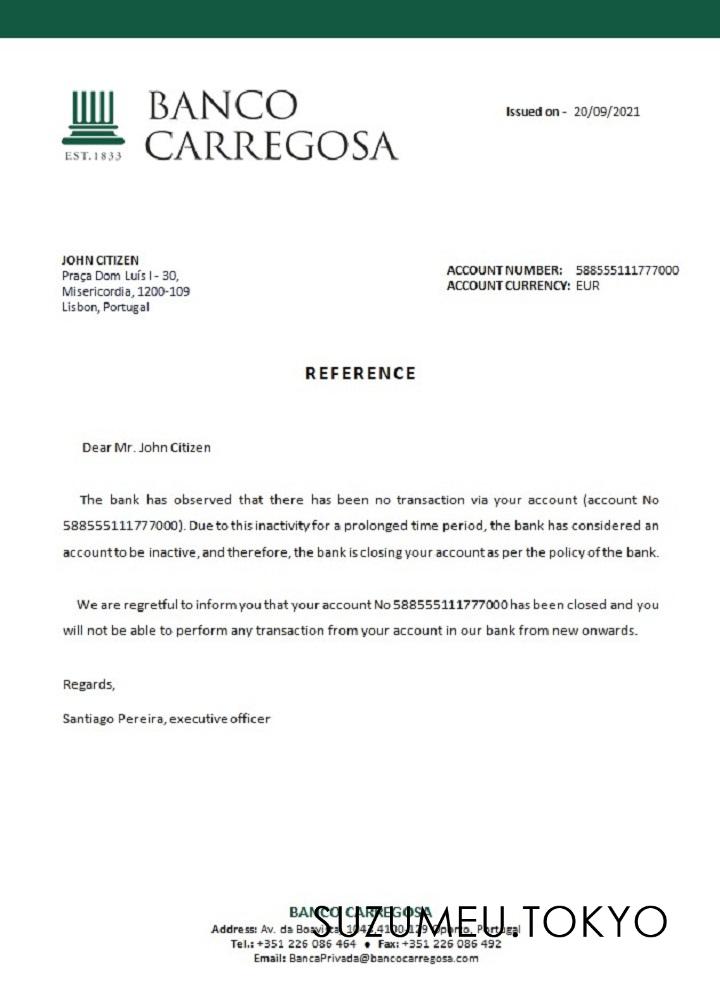 BANCO
CARREGOSA
EST.1833
Issued on - 20/09/2021
JOHN CITIZEN
Praça Dom Luís I - 30,
Misericordia, 1200-109
Lisbon, Portugal
ACCOUNT NUMBER: 588555111777000
ACCOUNT CURRENCY: EUR
REFERENCE
Dear Mr. John Citizen
The bank has observed that there has been no transaction via your account (account No
588555111777000). Due to this inactivity for a prolonged time period, the bank has considered an
account to be inactive, and therefore, the bank is closing your account as per the policy of the bank.
We are regretful to inform you that your account No 588555111777000 has been closed and you
will not be able to perform any transaction from your account in our bank from new onwards.
Regards,
Santiago Pereira, executive officer
BANCO CARREGOSA
SUZUMEU.TOKYO
Address: Av. da Boavista, 1043,4100-129 Oporto, Portugal
Tel.: +351 226 086 464 • Fax: +351 226 086 492
Email: BancaPrivada@bancocarregosa.com